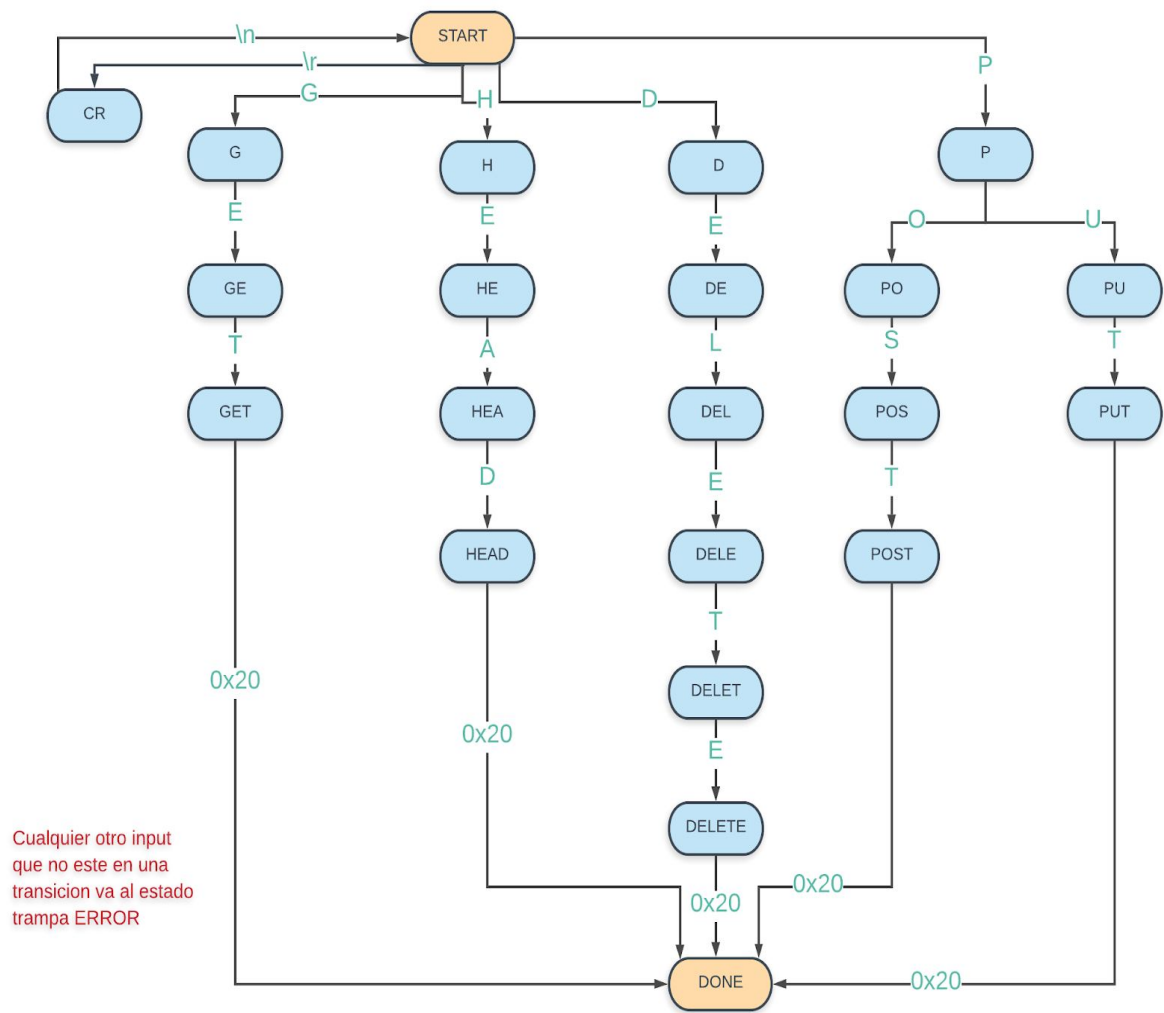 START
\n
\r
P
G
H
D
CR
G
H
D
P
E
E
E
O
U
GE
HE
DE
PO
PU
T
A
L
S
T
GET
HEA
DEL
POS
PUT
D
E
T
HEAD
DELE
POST
T
0x20
DELET
0x20
E
DELETE
Cualquier otro input
que no este en una
transicion va al estado
trampa ERROR
0x20
0x20
DONE
0x20